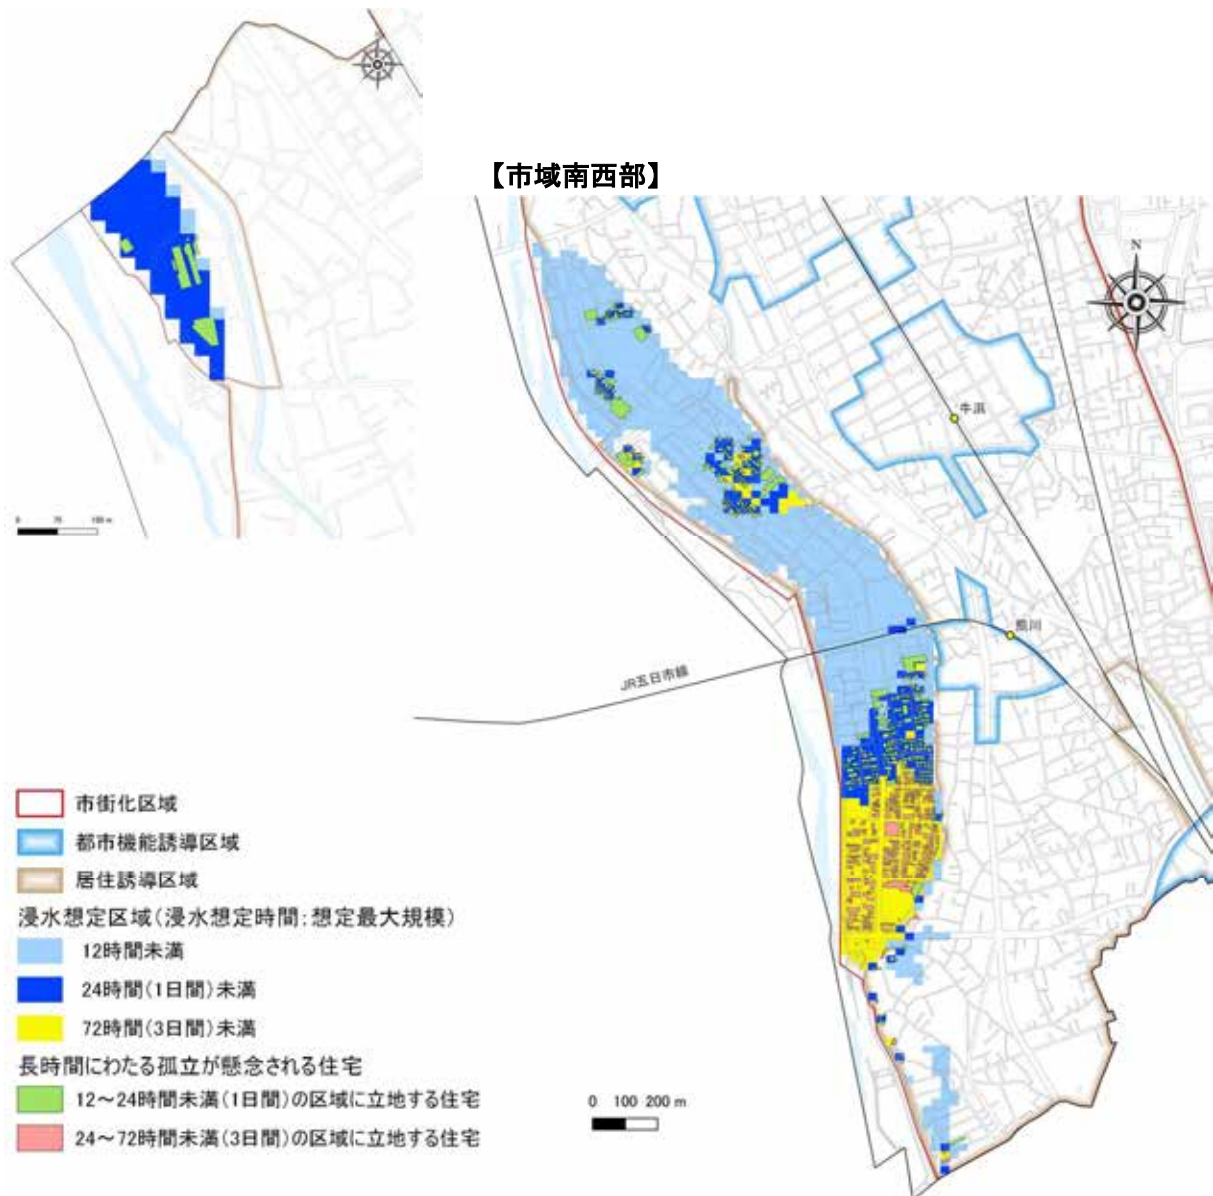 【市域南西部】
N
牛浜
熊川
JR五日市線
市街化区域
都市機能誘導区域
居住誘導区域
浸水想定区域(浸水想定時間:想定最大規模)
12時間未満
24時間(1日間)未満
72時間(3日間)未満
長時間にわたる孤立が懸念される住宅
12～24時間未満(1日間)の区域に立地する住宅
24～72時間未満(3日間)の区域に立地する住宅
0 100 200 m